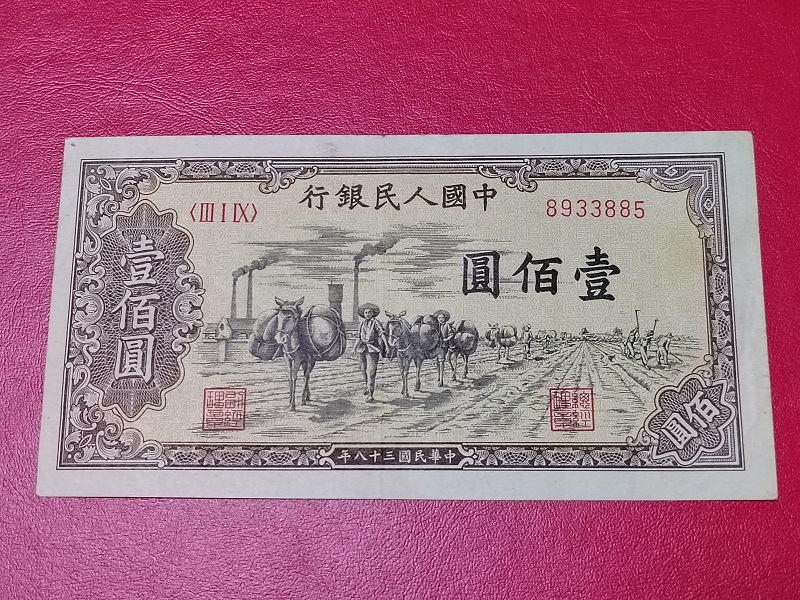 中國人民銀行
〈III I IX〉
8933885
壹佰圓
壹佰圓
佰圓
中華民國三十八年